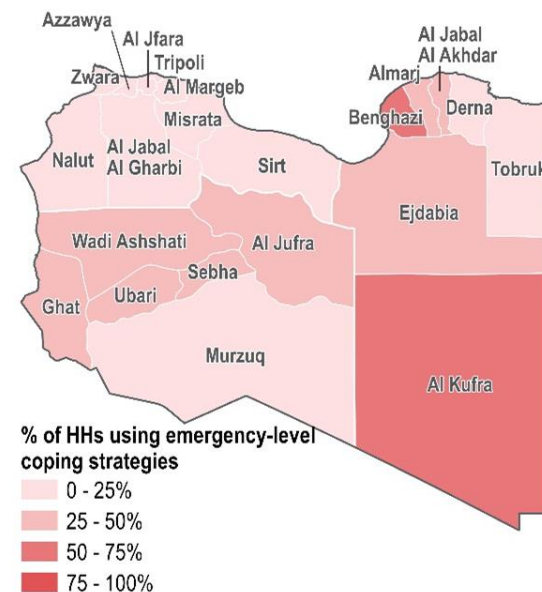 Azzawya
Al Jfara
Tripoli
Zwara
Al Margeb
Misrata
Nalut
Al Jabal
Al Gharbi
Sirt
Al Jabal
Al Akhdar
Almarj
Benghazi
Derna
Tobruk
Ejdabia
Wadi Ashshati
Al Jufra
Sebha
Ubari
Ghat
Murzuq
Al Kufra
% of HHs using emergency-level
coping strategies
0 - 25%
25 - 50%
50 - 75%
75 - 100%